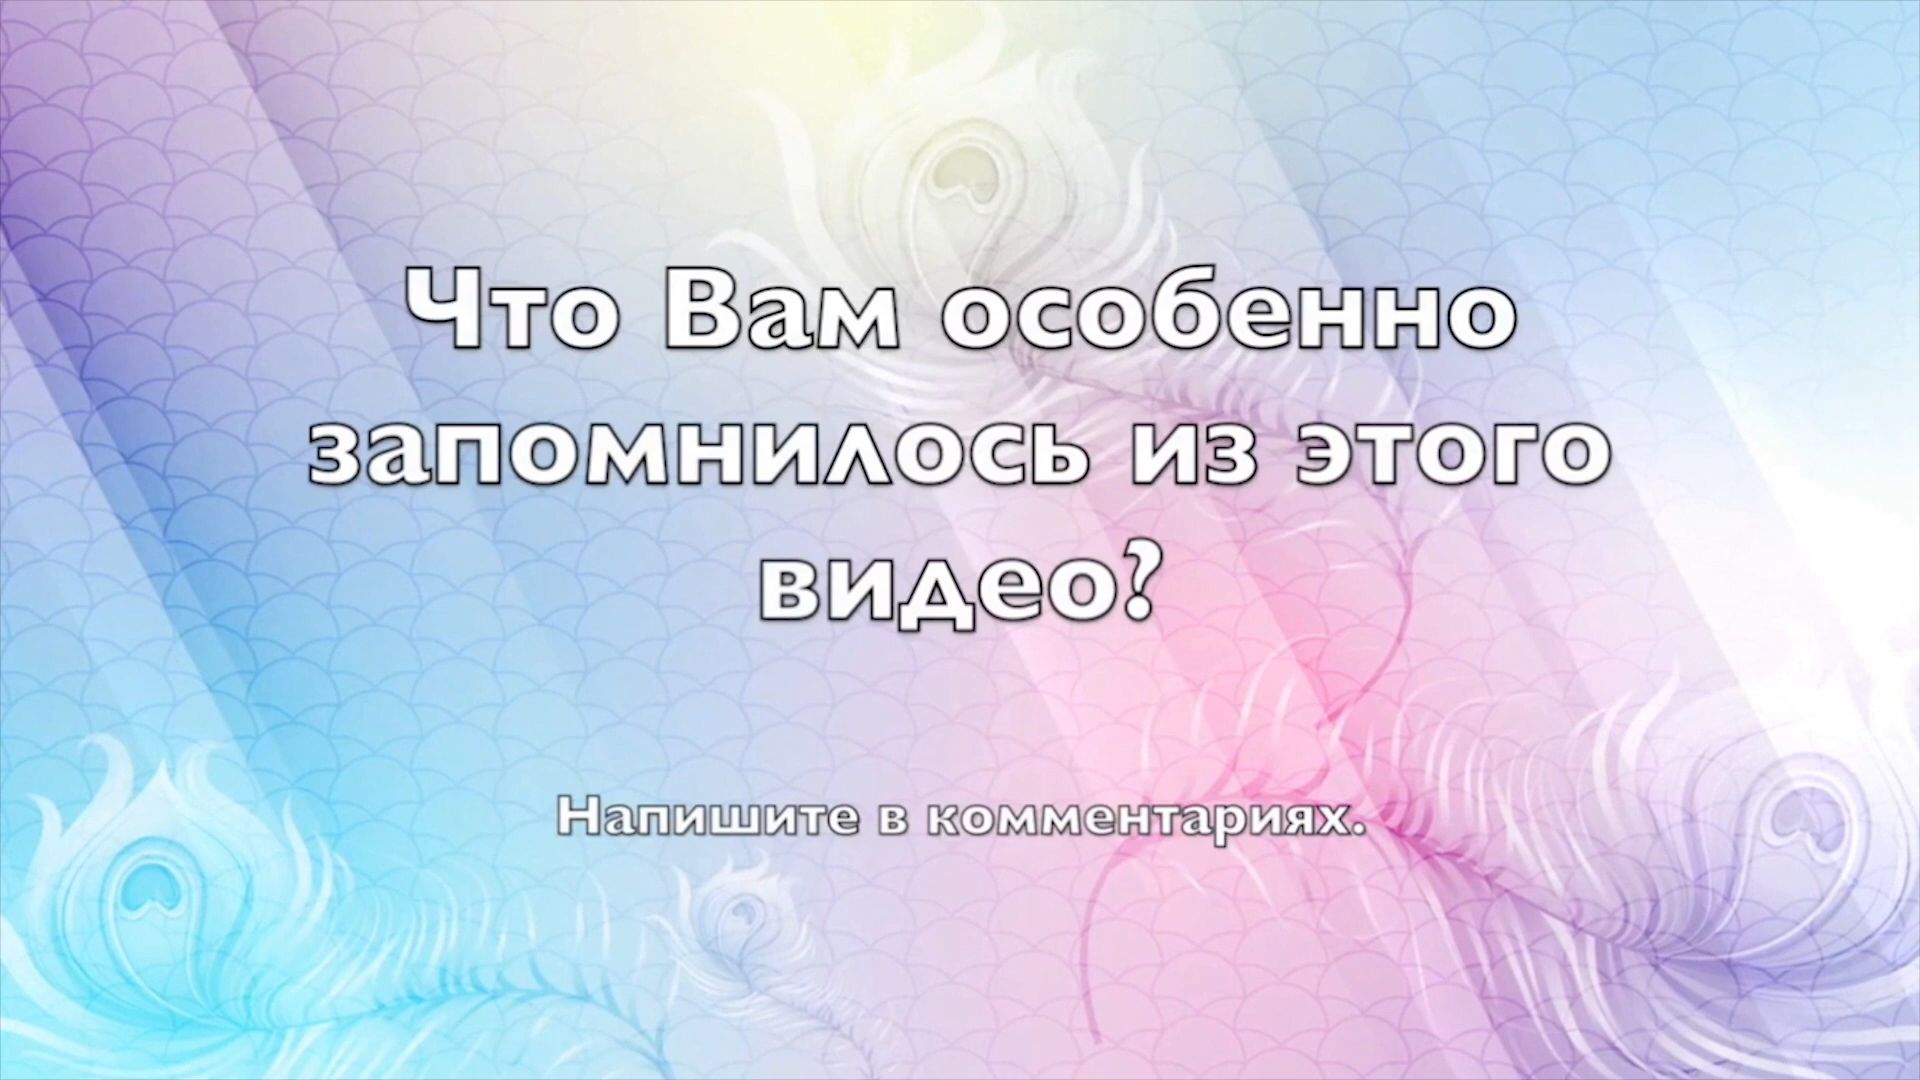 Что Вам особенно
запомнилось из этого
видео?
Напишите в комментариях.